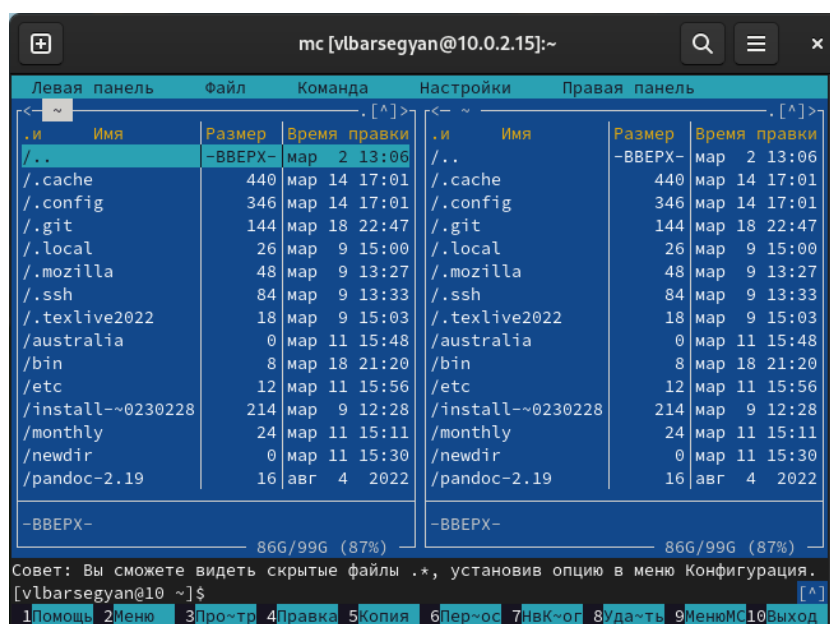 mc [vlbarsegyan@10.0.2.15]:~
Левая панель Файл Команда Настройки Правая панель
<- ~ .[^]> <- ~ .[^]>
.и Имя Размер Время правки .и Имя Размер Время правки
/.. -ВВЕРХ- мар 2 13:06 /.. -ВВЕРХ- мар 2 13:06
/.cache 440 мар 14 17:01 /.cache 440 мар 14 17:01
/.config 346 мар 14 17:01 /.config 346 мар 14 17:01
/.git 144 мар 18 22:47 /.git 144 мар 18 22:47
/.local 26 мар 9 15:00 /.local 26 мар 9 15:00
/.mozilla 48 мар 9 13:27 /.mozilla 48 мар 9 13:27
/.ssh 84 мар 9 13:33 /.ssh 84 мар 9 13:33
/.texlive2022 18 мар 9 15:03 /.texlive2022 18 мар 9 15:03
/australia 0 мар 11 15:48 /australia 0 мар 11 15:48
/bin 8 мар 18 21:20 /bin 8 мар 18 21:20
/etc 12 мар 11 15:56 /etc 12 мар 11 15:56
/install-~0230228 214 мар 9 12:28 /install-~0230228 214 мар 9 12:28
/monthly 24 мар 11 15:11 /monthly 24 мар 11 15:11
/newdir 0 мар 11 15:30 /newdir 0 мар 11 15:30
/pandoc-2.19 16 авг 4 2022 /pandoc-2.19 16 авг 4 2022
-ВВЕРХ- -ВВЕРХ-
86G/99G (87%) 86G/99G (87%)
Совет: Вы сможете видеть скрытые файлы .*, установив опцию в меню Конфигурация.
[vlbarsegyan@10 ~]$ [^]
1Помощь 2Меню 3Про~тр 4Правка 5Копия 6Пер~ос 7НвК~ог 8Уда~ть 9МенюMC 10Выход